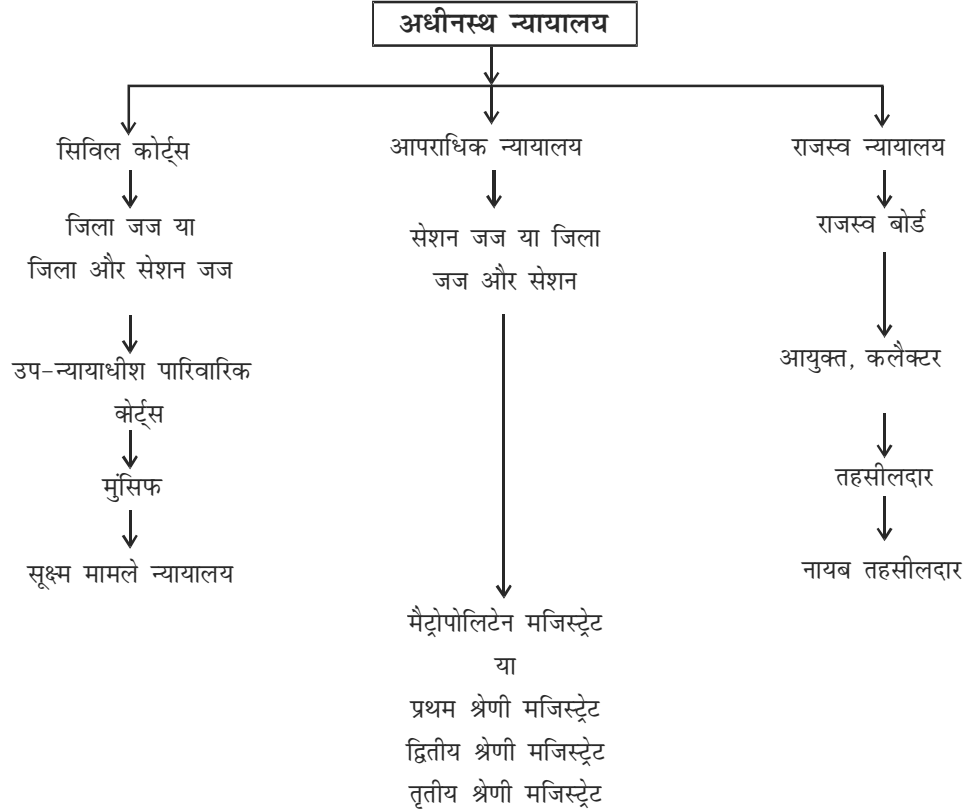 अधीनस्थ न्यायालय
सिविल कोर्ट्स
जिला जज या
जिला और सेशन जज
उप-न्यायाधीश पारिवारिक
कोर्ट्स
मुंसिफ
सूक्ष्म मामले न्यायालय
आपराधिक न्यायालय
सेशन जज या जिला
जज और सेशन
मैट्रोपोलिटेन मजिस्ट्रेट
या
प्रथम श्रेणी मजिस्ट्रेट
द्वितीय श्रेणी मजिस्ट्रेट
तृतीय श्रेणी मजिस्ट्रेट
राजस्व न्यायालय
राजस्व बोर्ड
आयुक्त, कलैक्टर
तहसीलदार
नायब तहसीलदार